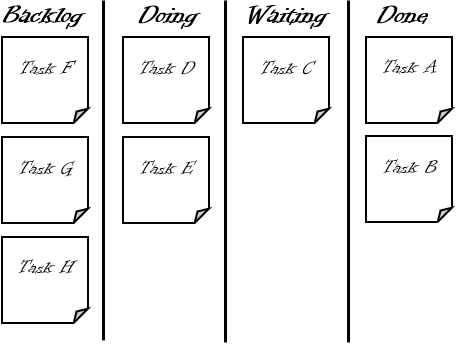 Backlog
Doing
Waiting
Done
Task F
Task D
Task C
Task A
Task G
Task E
Task B
Task H